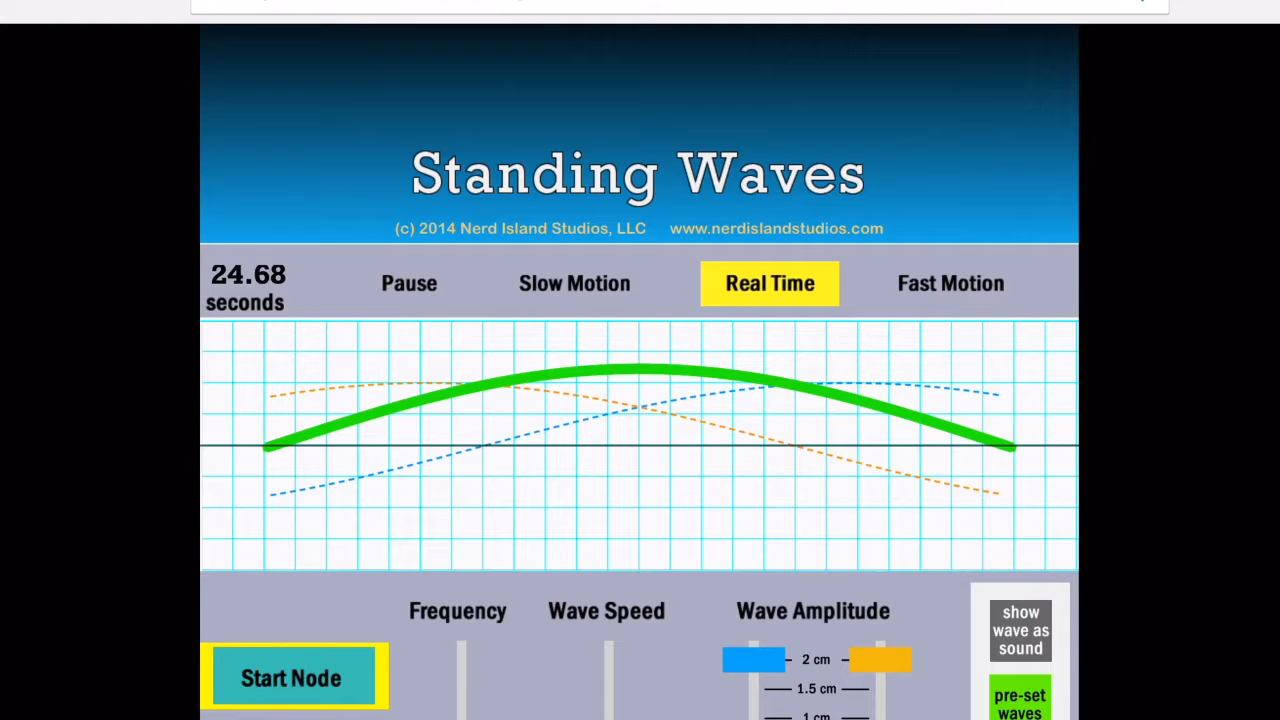 Standing Waves
(c) 2014 Nerd Island Studios, LLC www.nerdislandstudios.com
24.68
seconds
Pause Slow Motion Real Time Fast Motion
Frequency Wave Speed Wave Amplitude
show
wave as
sound
2 cm
Start Node
1.5 cm
pre-set
waves
1 cm